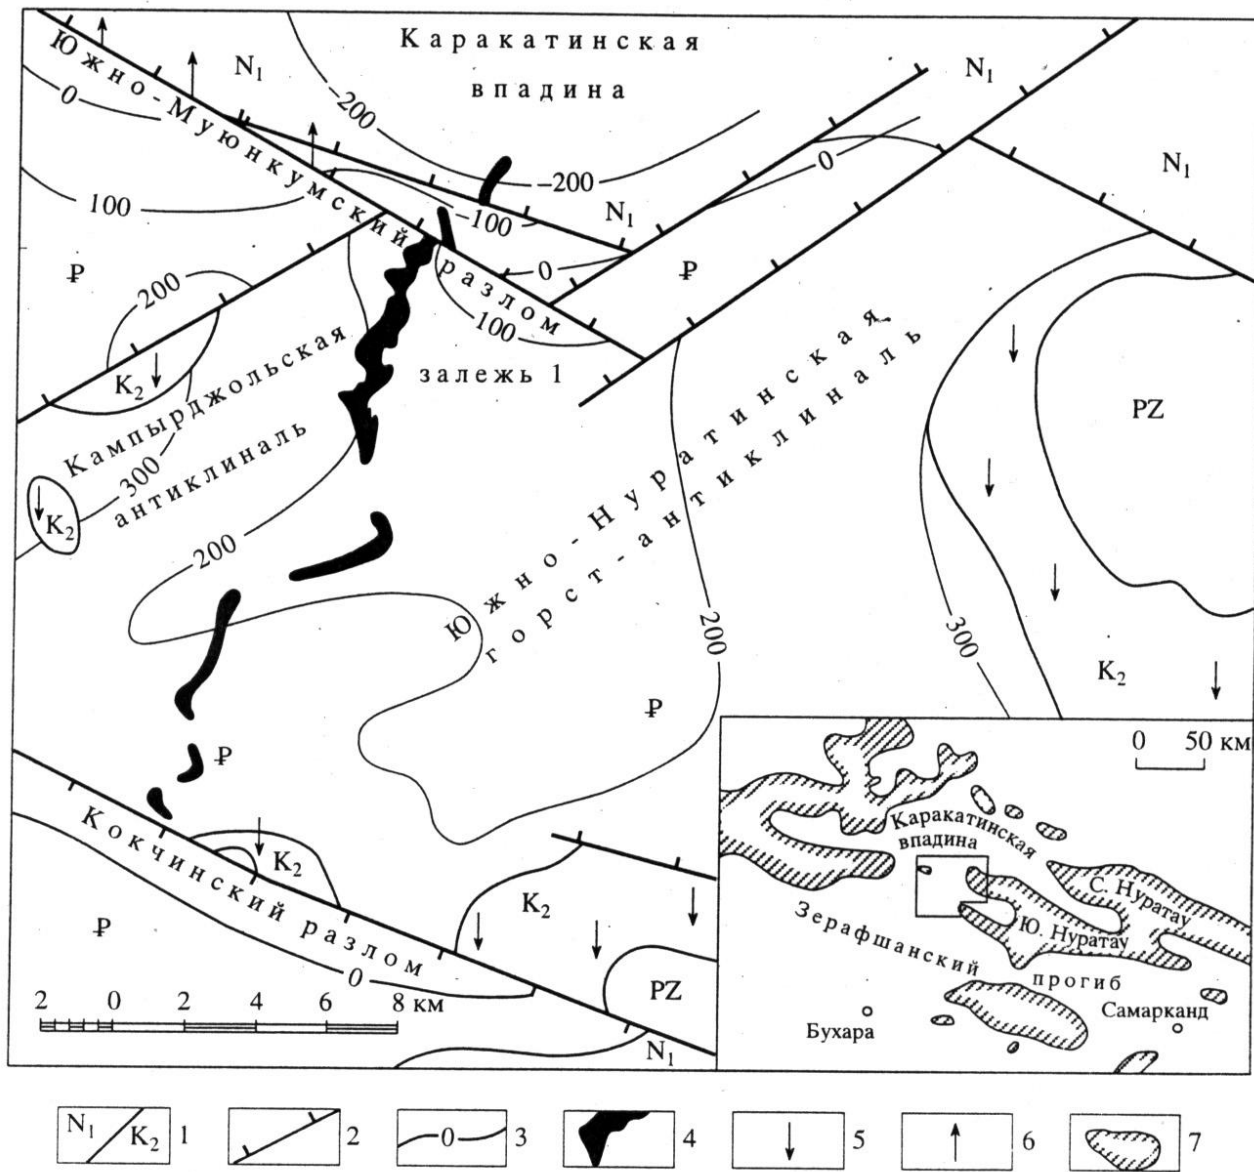 Каракатинская
впадина
N₁
N₁
N₁
N₁
Южно-Муюнкумский
разлом
0
-200
-200
-100
0
0
100
100
₽
₽
200
K₂
Кампырджольская
антиклиналь
300
K₂
залежь 1
200
Южно-Нуратинская
горст-антиклиналь
200
300
PZ
K₂
₽
₽
Кокчинский разлом
K₂
K₂
₽
0
PZ
N₁
2 0 4 8 км
0 50 км
Каракатинская
впадина
С. Нуратау
Ю. Нуратау
Зерафшанский
прогиб
Бухара
Самарканд
N₁ K₂ 1
2
0 3
4
5
6
7